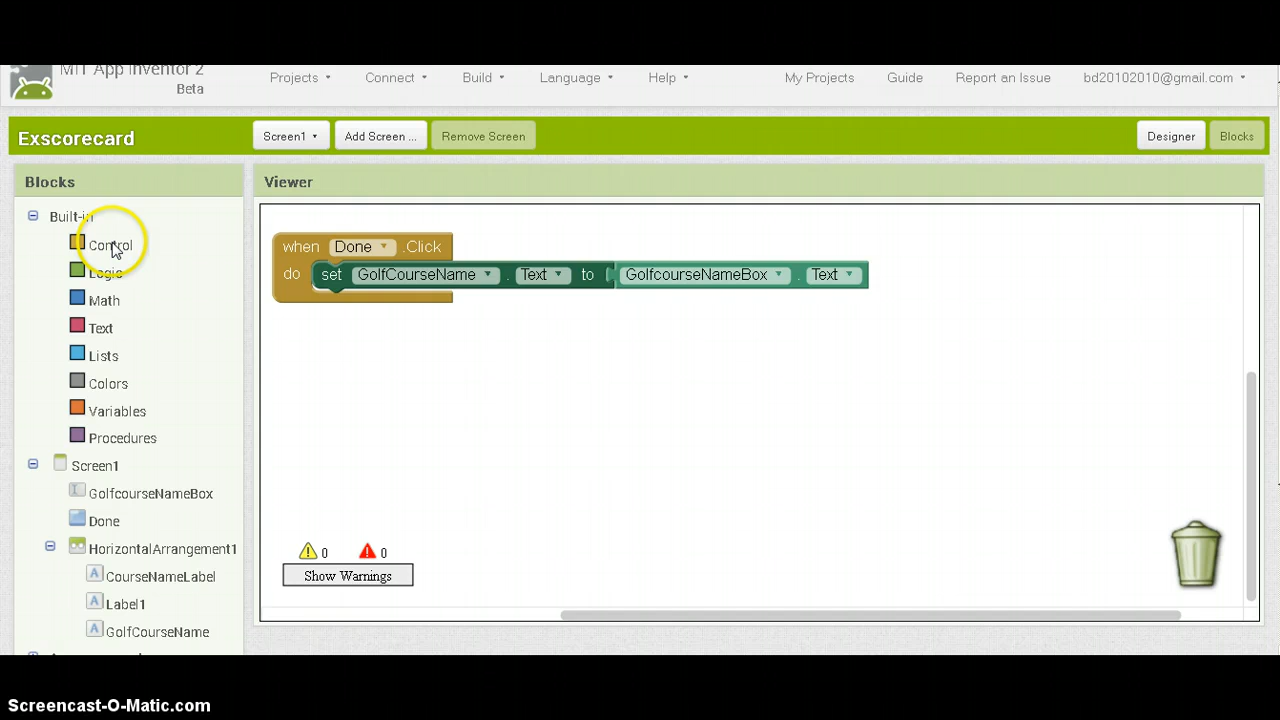 MIT App Inventor 2
Beta
Projects Connect Build Language Help My Projects Guide Report an Issue bd20102010@gmail.com
Exscorecard Screen1 Add Screen ... Remove Screen Designer Blocks
Blocks Viewer
Built-in
Control
Logic
Math
Text
Lists
Colors
Variables
Procedures
Screen1
GolfcourseNameBox
Done
HorizontalArrangement1
CourseNameLabel
Label1
GolfCourseName
when Done .Click
do set GolfCourseName . Text to GolfcourseNameBox . Text
0 0
Show Warnings
Screencast-O-Matic.com